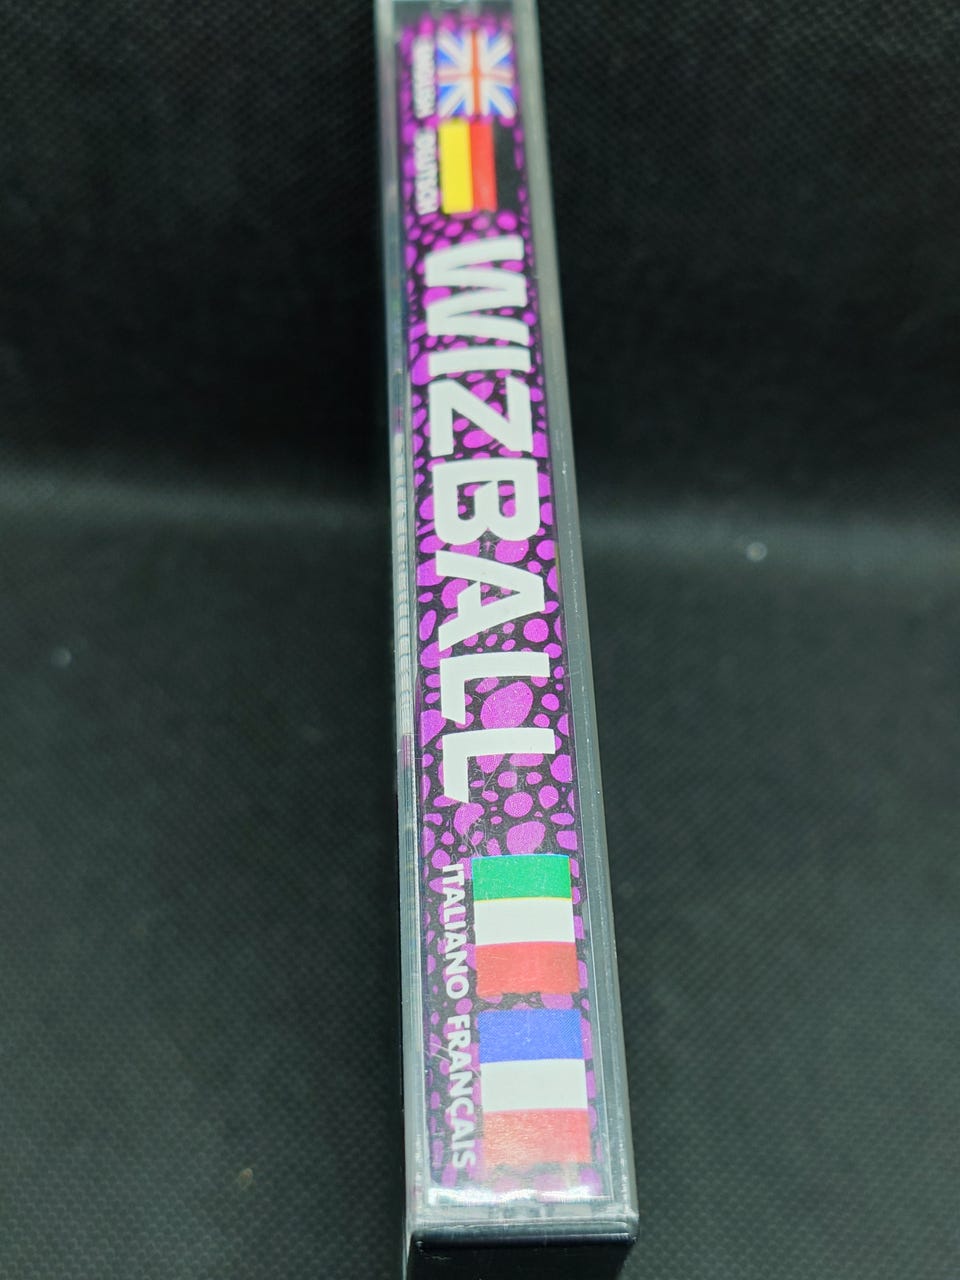 ENGLISH
DEUTSCH
WIZBALL
ITALIANO
FRANÇAIS